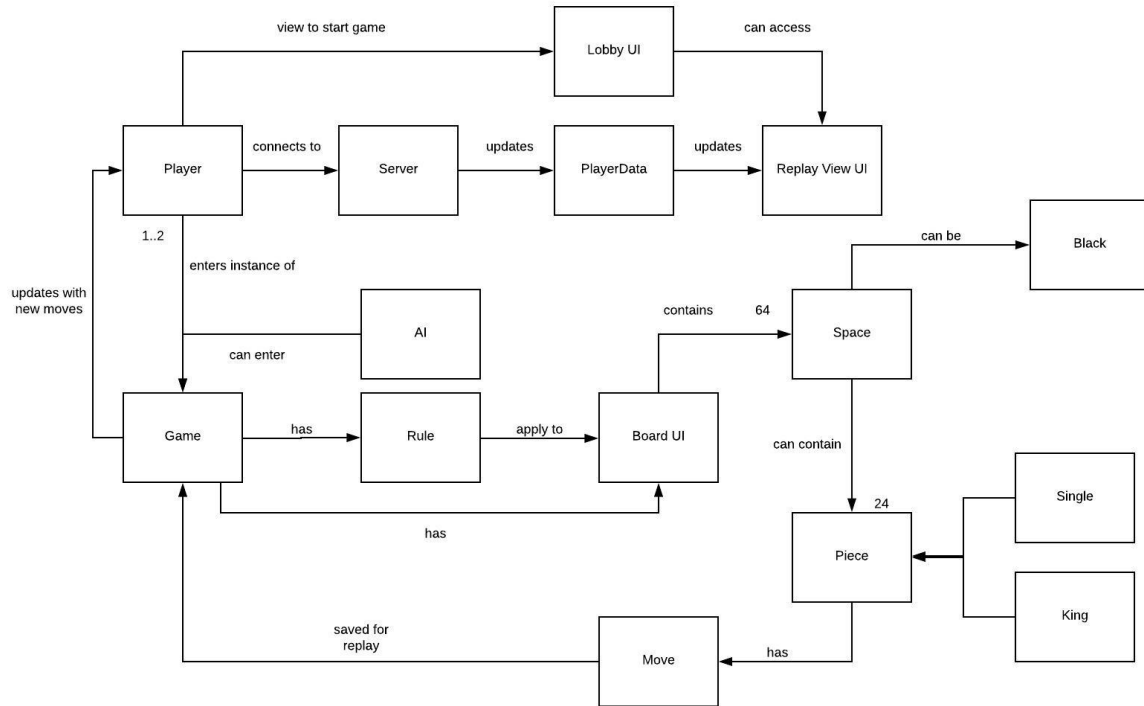 view to start game
Lobby UI
can access
Player
connects to
Server
updates
PlayerData
updates
Replay View UI
1..2
can be
Black
enters instance of
updates with
new moves
contains
64
Space
AI
can enter
Game
has
Rule
apply to
Board UI
can contain
has
24
Single
Piece
King
saved for
replay
Move
has